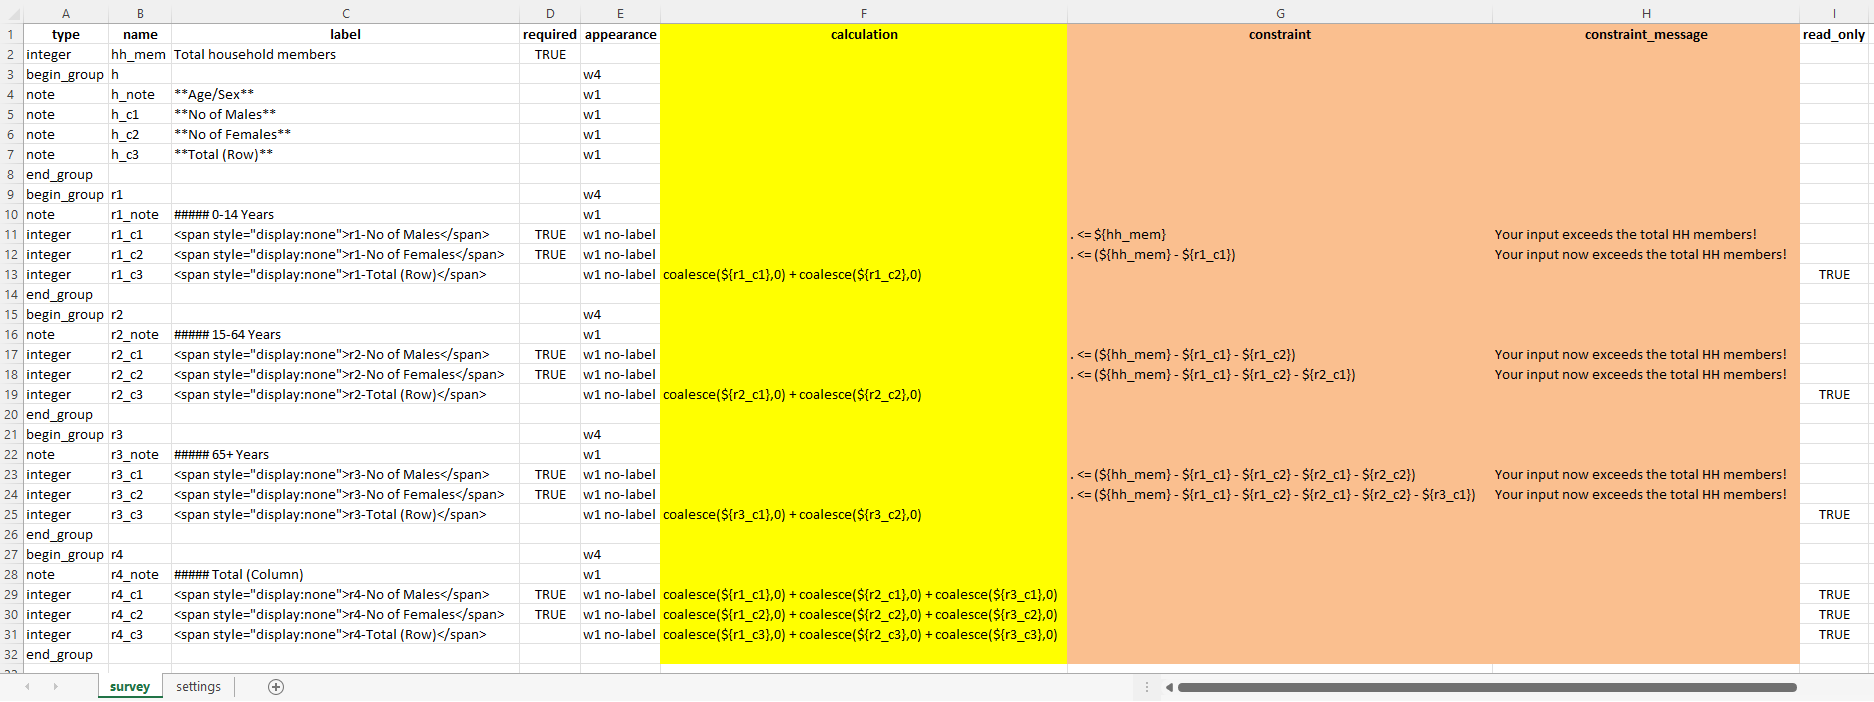 A B C D E F G H I
1 type name label required appearance calculation constraint constraint_message read_only
2 integer hh_mem Total household members TRUE
3 begin_group h w4
4 note h_note **Age/Sex** w1
5 note h_c1 **No of Males** w1
6 note h_c2 **No of Females** w1
7 note h_c3 **Total (Row)** w1
8 end_group
9 begin_group r1 w4
10 note r1_note ##### 0-14 Years w1
11 integer r1_c1 <span style="display:none">r1-No of Males</span> TRUE w1 no-label . <= ${hh_mem} Your input exceeds the total HH members!
12 integer r1_c2 <span style="display:none">r1-No of Females</span> TRUE w1 no-label . <= (${hh_mem} - ${r1_c1}) Your input now exceeds the total HH members!
13 integer r1_c3 <span style="display:none">r1-Total (Row)</span> w1 no-label coalesce(${r1_c1},0) + coalesce(${r1_c2},0) TRUE
14 end_group
15 begin_group r2 w4
16 note r2_note ##### 15-64 Years w1
17 integer r2_c1 <span style="display:none">r2-No of Males</span> TRUE w1 no-label . <= (${hh_mem} - ${r1_c1} - ${r1_c2}) Your input now exceeds the total HH members!
18 integer r2_c2 <span style="display:none">r2-No of Females</span> TRUE w1 no-label . <= (${hh_mem} - ${r1_c1} - ${r1_c2} - ${r2_c1}) Your input now exceeds the total HH members!
19 integer r2_c3 <span style="display:none">r2-Total (Row)</span> w1 no-label coalesce(${r2_c1},0) + coalesce(${r2_c2},0) TRUE
20 end_group
21 begin_group r3 w4
22 note r3_note ##### 65+ Years w1
23 integer r3_c1 <span style="display:none">r3-No of Males</span> TRUE w1 no-label . <= (${hh_mem} - ${r1_c1} - ${r1_c2} - ${r2_c1} - ${r2_c2}) Your input now exceeds the total HH members!
24 integer r3_c2 <span style="display:none">r3-No of Females</span> TRUE w1 no-label . <= (${hh_mem} - ${r1_c1} - ${r1_c2} - ${r2_c1} - ${r2_c2} - ${r3_c1}) Your input now exceeds the total HH members!
25 integer r3_c3 <span style="display:none">r3-Total (Row)</span> w1 no-label coalesce(${r3_c1},0) + coalesce(${r3_c2},0) TRUE
26 end_group
27 begin_group r4 w4
28 note r4_note ##### Total (Column) w1
29 integer r4_c1 <span style="display:none">r4-No of Males</span> TRUE w1 no-label coalesce(${r1_c1},0) + coalesce(${r2_c1},0) + coalesce(${r3_c1},0) TRUE
30 integer r4_c2 <span style="display:none">r4-No of Females</span> TRUE w1 no-label coalesce(${r1_c2},0) + coalesce(${r2_c2},0) + coalesce(${r3_c2},0) TRUE
31 integer r4_c3 <span style="display:none">r4-Total (Row)</span> w1 no-label coalesce(${r1_c3},0) + coalesce(${r2_c3},0) + coalesce(${r3_c3},0) TRUE
32 end_group
survey settings